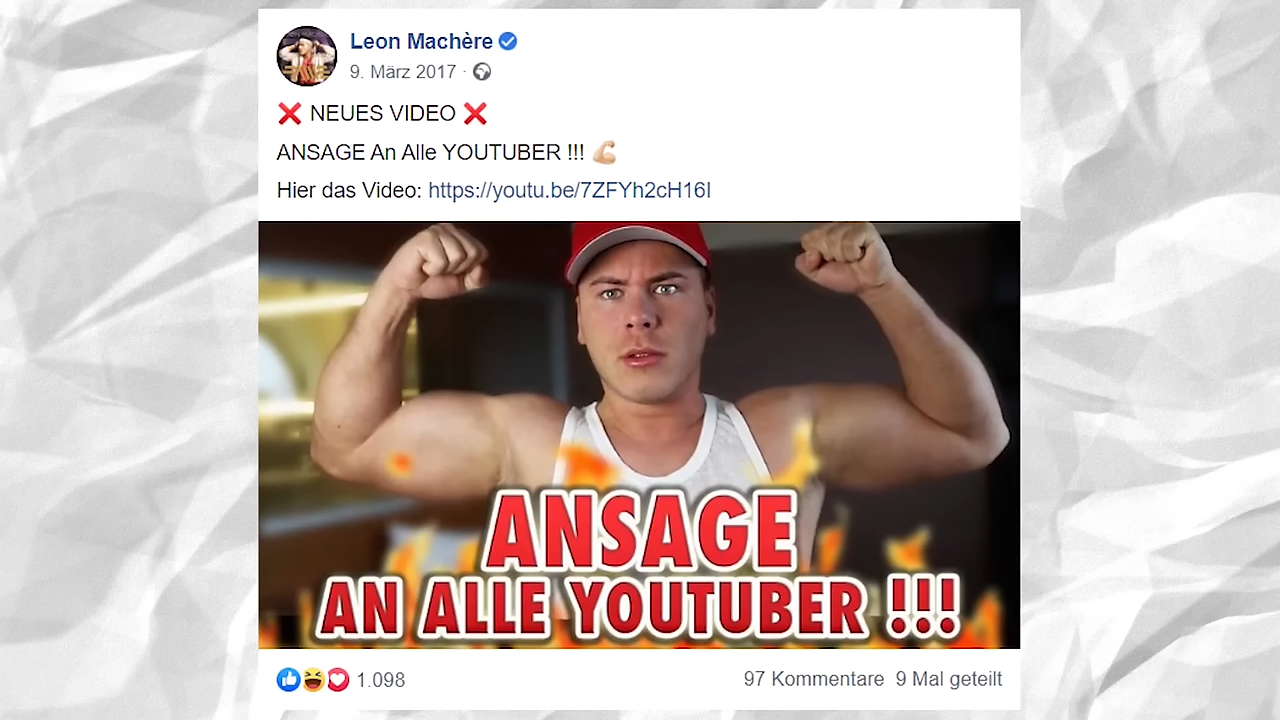 Leon Machère
9. März 2017
❌ NEUES VIDEO ❌
ANSAGE An Alle YOUTUBER !!! 💪🏼
Hier das Video: https://youtu.be/7ZFYh2cH16I
ANSAGE
AN ALLE YOUTUBER !!!
1.098
97 Kommentare 9 Mal geteilt